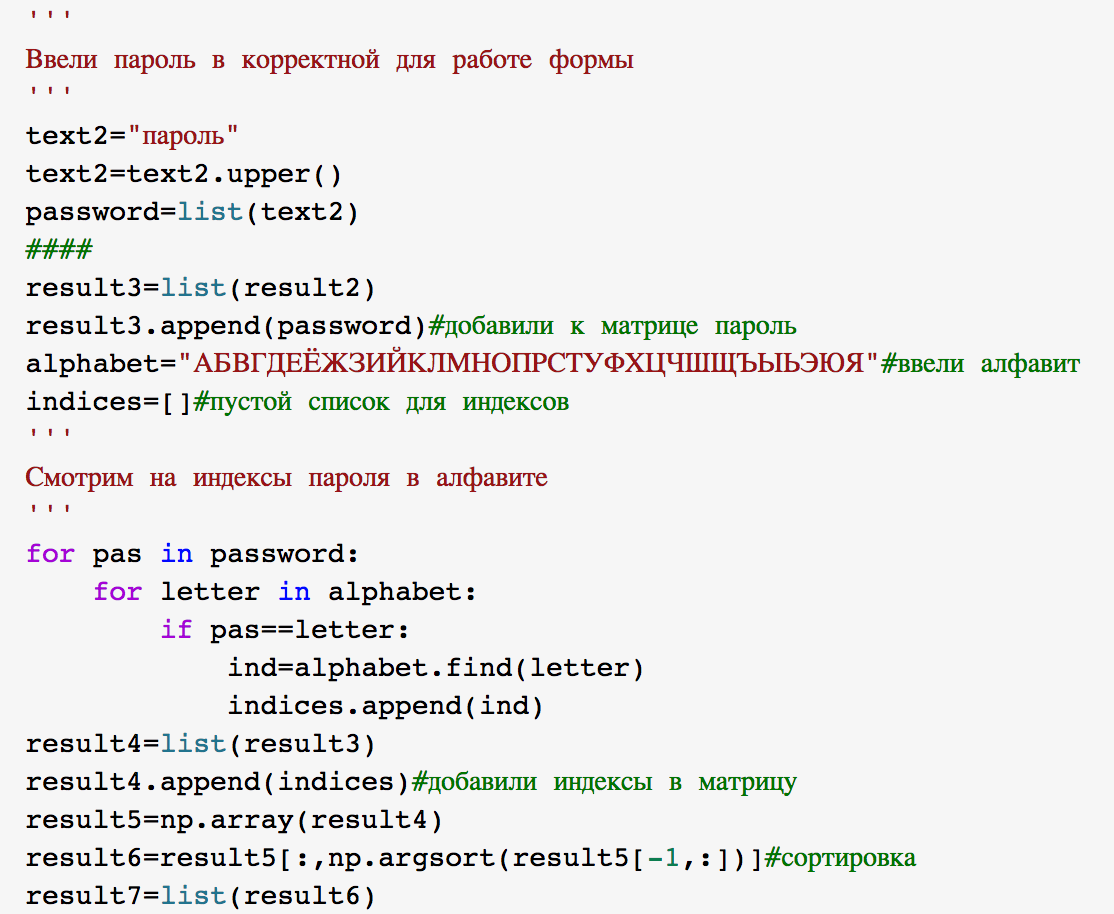 '''
Ввели пароль в корректной для работе формы
'''
text2="пароль"
text2=text2.upper()
password=list(text2)
####
result3=list(result2)
result3.append(password)#добавили к матрице пароль
alphabet="АБВГДЕЁЖЗИЙКЛМНОПРСТУФХЦЧШЩЪЫЬЭЮЯ"#ввели алфавит
indices=[]#пустой список для индексов
'''
Смотрим на индексы пароля в алфавите
'''
for pas in password:
    for letter in alphabet:
        if pas==letter:
            ind=alphabet.find(letter)
            indices.append(ind)
result4=list(result3)
result4.append(indices)#добавили индексы в матрицу
result5=np.array(result4)
result6=result5[:,np.argsort(result5[-1,:])]#сортировка
result7=list(result6)